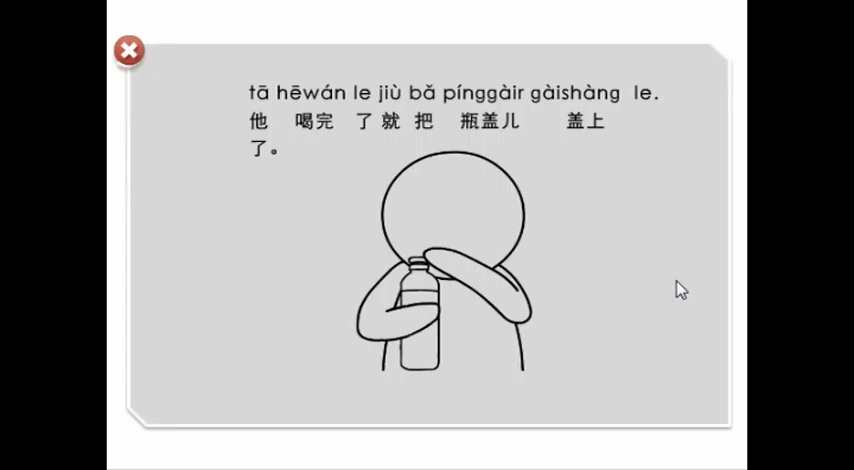 tā hēwán le jiù bǎ pínggàir gàishàng le.
他 喝完 了 就 把 瓶盖儿 盖上
了。